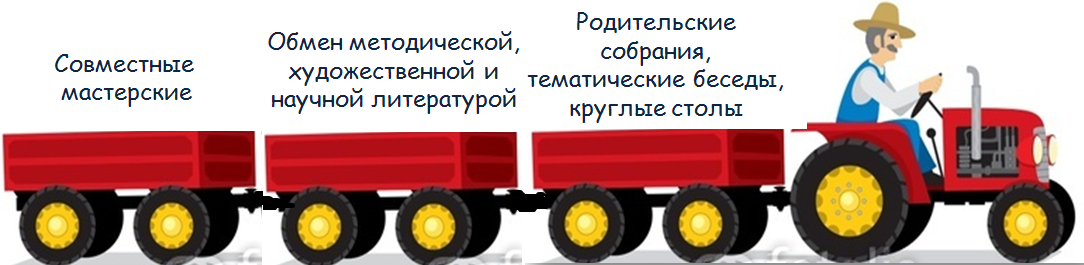 Совместные
мастерские
Обмен методической,
художественной и
научной литературой
Родительские
собрания,
тематические беседы,
круглые столы